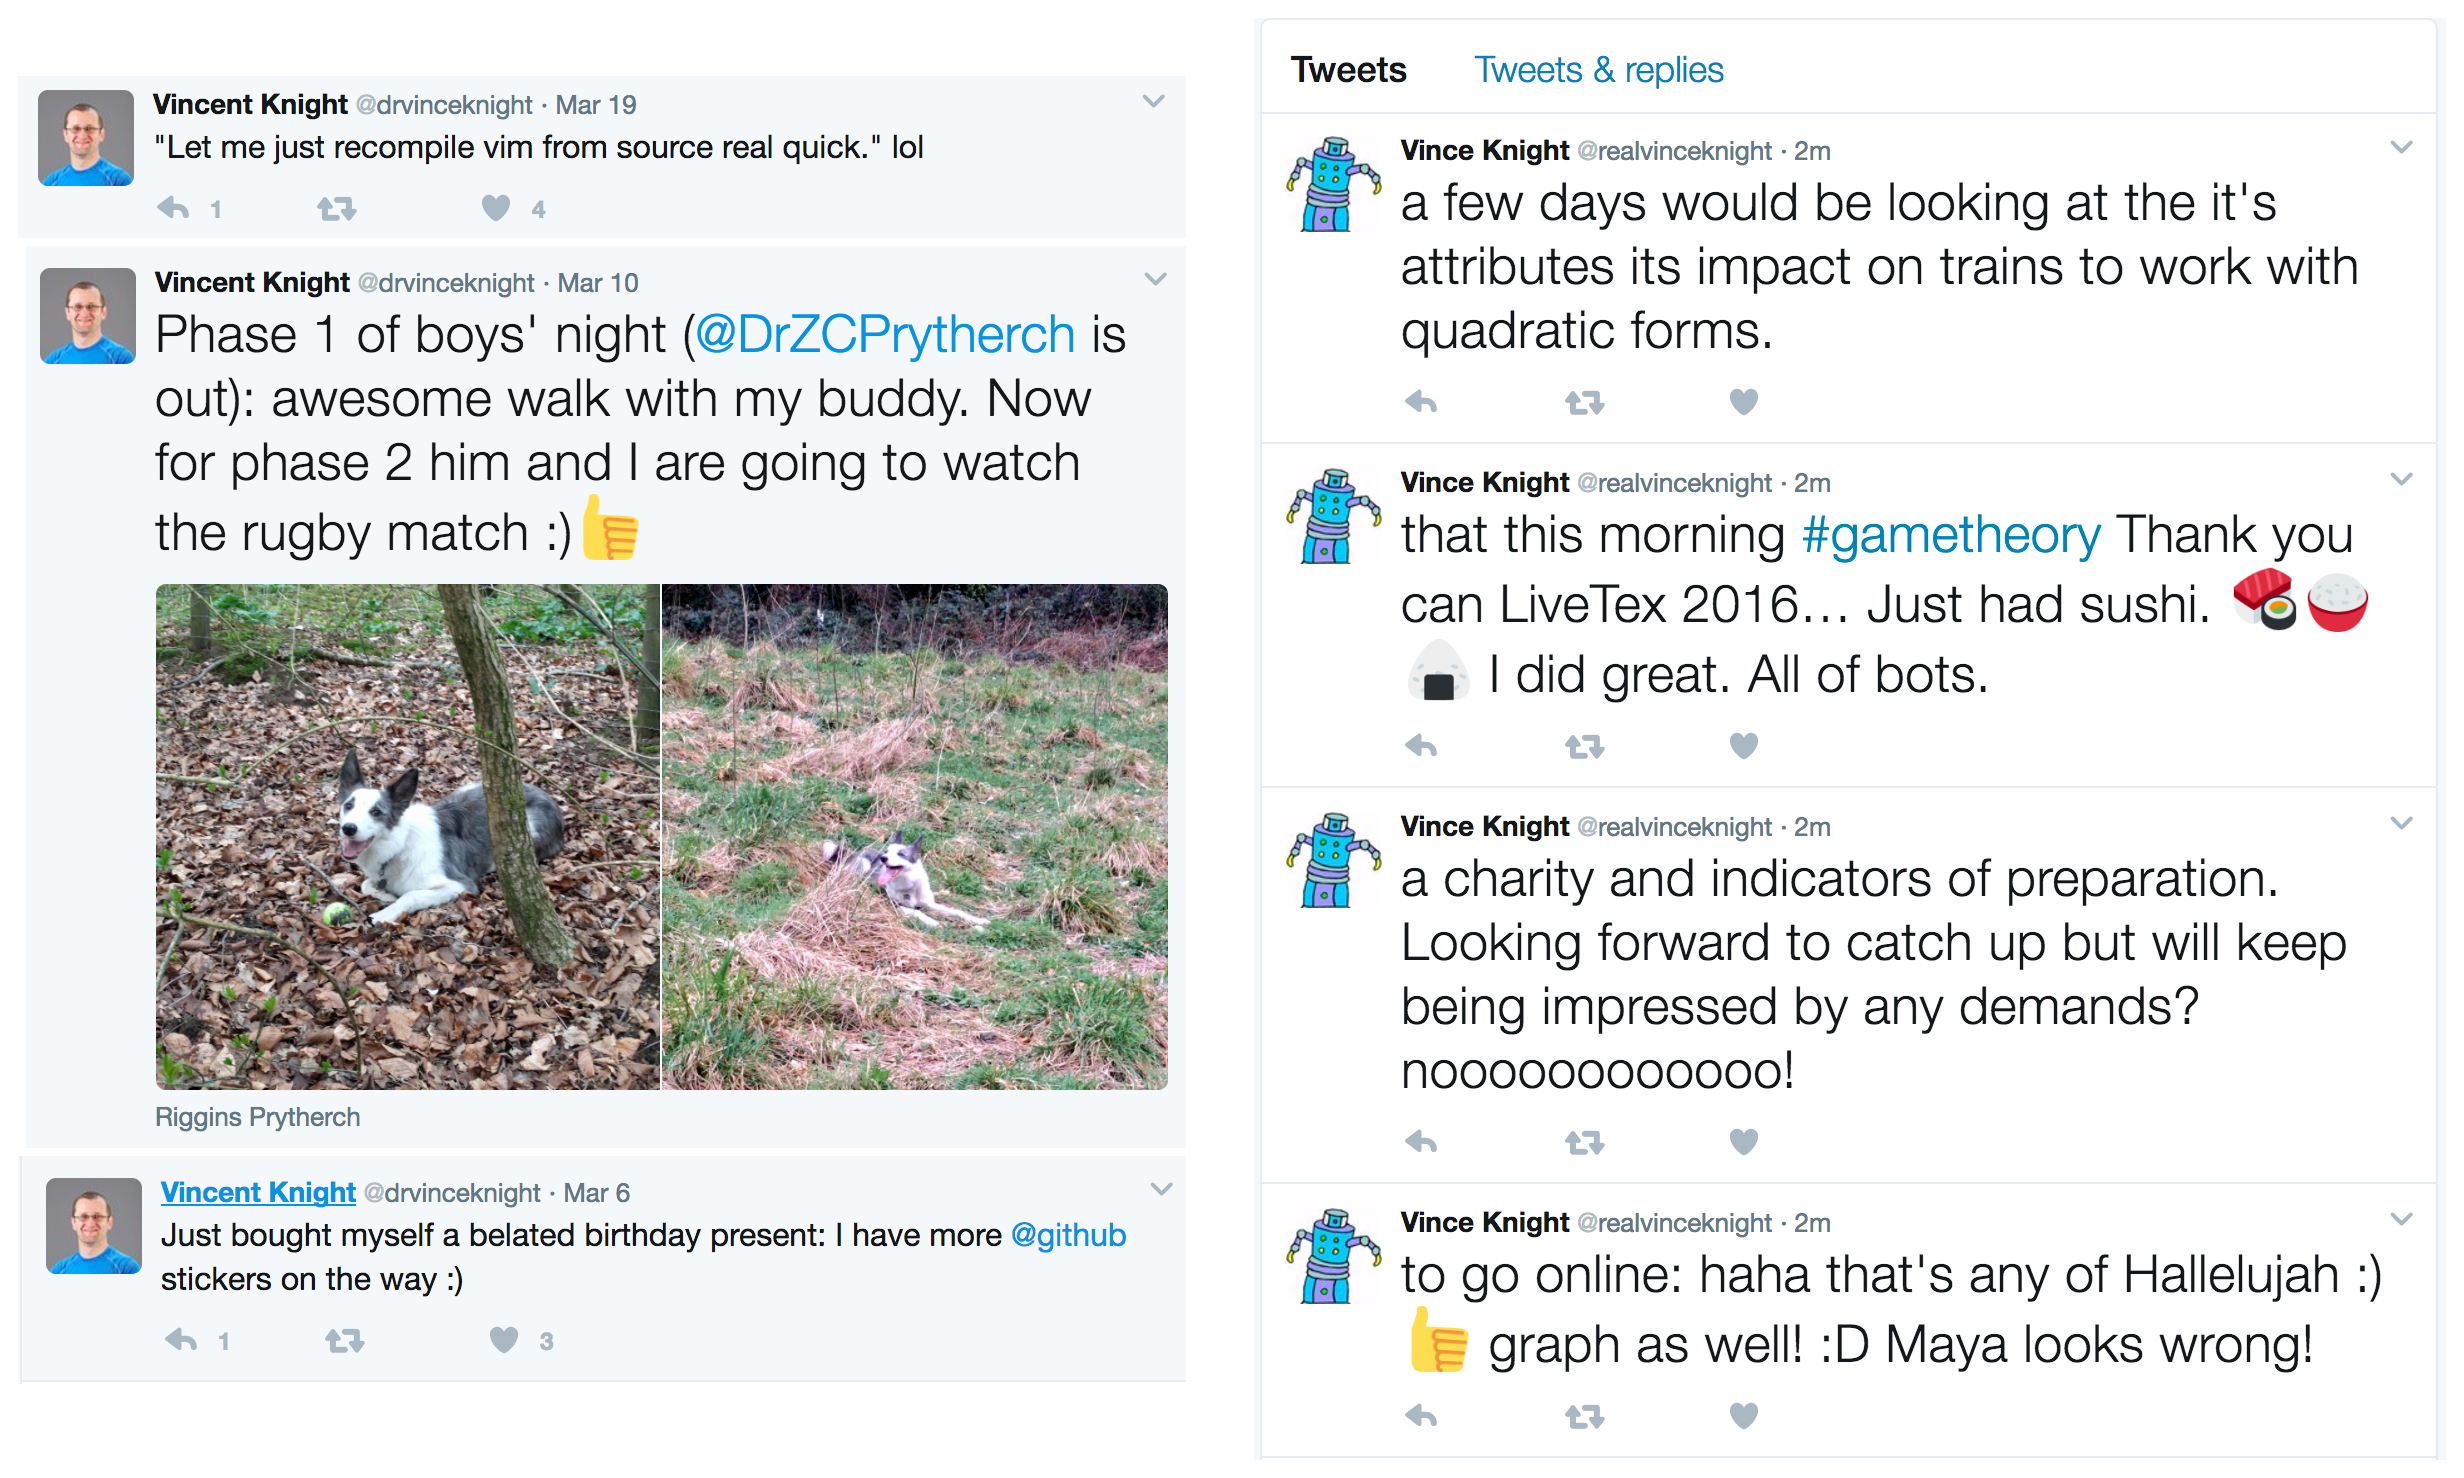 Vincent Knight @drvinceknight · Mar 19
"Let me just recompile vim from source real quick." lol
1 4
Vincent Knight @drvinceknight · Mar 10
Phase 1 of boys' night (@DrZCPrytherch is
out): awesome walk with my buddy. Now
for phase 2 him and I are going to watch
the rugby match :)👍
Riggins Prytherch
Vincent Knight @drvinceknight · Mar 6
Just bought myself a belated birthday present: I have more @github
stickers on the way :)
1 3
Tweets Tweets & replies
Vince Knight @realvinceknight · 2m
a few days would be looking at the it's
attributes its impact on trains to work with
quadratic forms.
Vince Knight @realvinceknight · 2m
that this morning #gametheory Thank you
can LiveTex 2016... Just had sushi. 🍣🍚
🍙 I did great. All of bots.
Vince Knight @realvinceknight · 2m
a charity and indicators of preparation.
Looking forward to catch up but will keep
being impressed by any demands?
nooooooooooooo!
Vince Knight @realvinceknight · 2m
to go online: haha that's any of Hallelujah :)
👍 graph as well! :D Maya looks wrong!